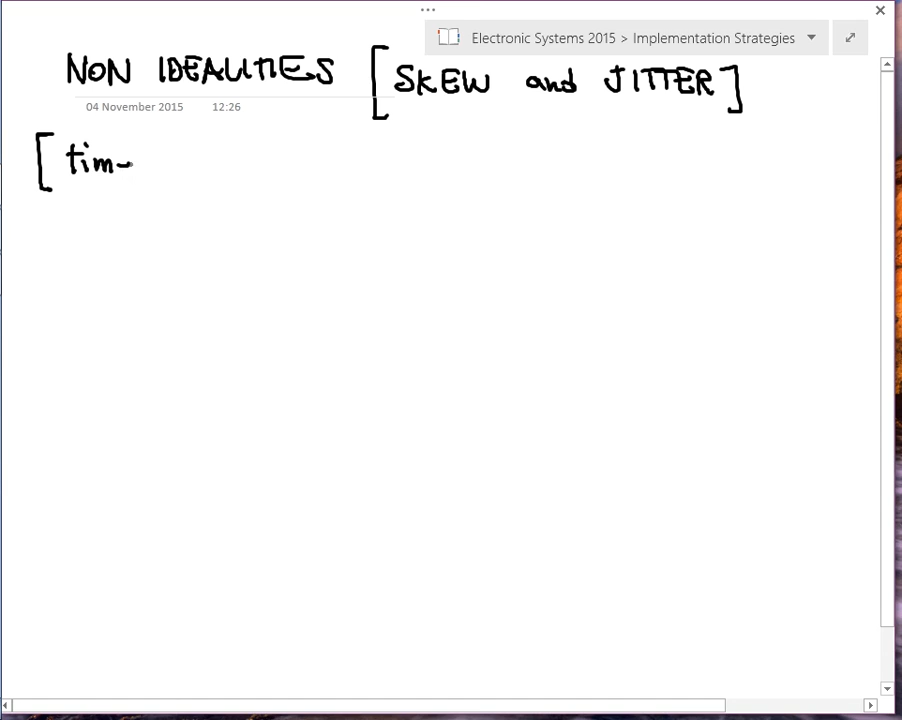 Electronic Systems 2015 > Implementation Strategies
NON IDEALITIES [SKEW and JITTER]
04 November 2015 12:26
[ tim-